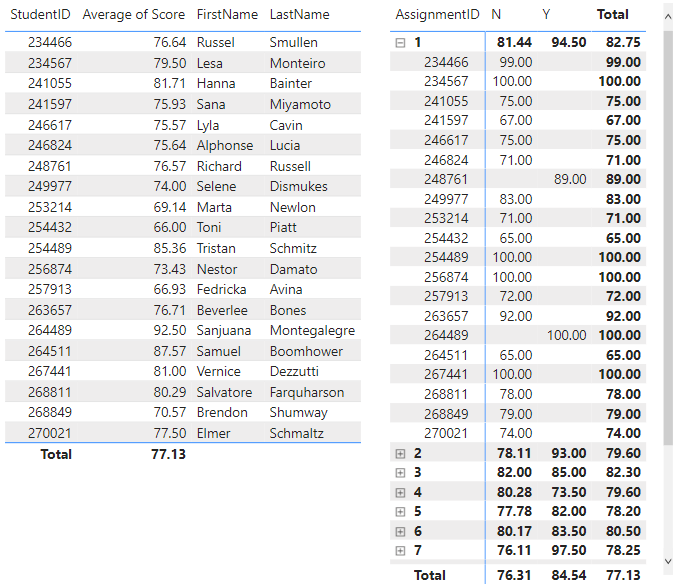 StudentID Average of Score FirstName LastName
234466 76.64 Russel Smullen
234567 79.50 Lesa Monteiro
241055 81.71 Hanna Bainter
241597 75.93 Sana Miyamoto
246617 75.57 Lyla Cavin
246824 75.64 Alphonse Lucia
248761 76.57 Richard Russell
249977 74.00 Selene Dismukes
253214 69.14 Marta Newlon
254432 66.00 Toni Piatt
254489 85.36 Tristan Schmitz
256874 73.43 Nestor Damato
257913 66.93 Fedricka Avina
263657 76.71 Beverlee Bones
264489 92.50 Sanjuana Montegalegre
264511 87.57 Samuel Boomhower
267441 81.00 Vernice Dezzutti
268811 80.29 Salvatore Farquharson
268849 70.57 Brendon Shumway
270021 77.50 Elmer Schmaltz
Total 77.13
AssignmentID N Y Total
1 81.44 94.50 82.75
234466 99.00 99.00
234567 100.00 100.00
241055 75.00 75.00
241597 67.00 67.00
246617 75.00 75.00
246824 71.00 71.00
248761 89.00 89.00
249977 83.00 83.00
253214 71.00 71.00
254432 65.00 65.00
254489 100.00 100.00
256874 100.00 100.00
257913 72.00 72.00
263657 92.00 92.00
264489 100.00 100.00
264511 65.00 65.00
267441 100.00 100.00
268811 78.00 78.00
268849 79.00 79.00
270021 74.00 74.00
2 78.11 93.00 79.60
3 82.00 85.00 82.30
4 80.28 73.50 79.60
5 77.78 82.00 78.20
6 80.17 83.50 80.50
7 76.11 97.50 78.25
Total 76.31 84.54 77.13